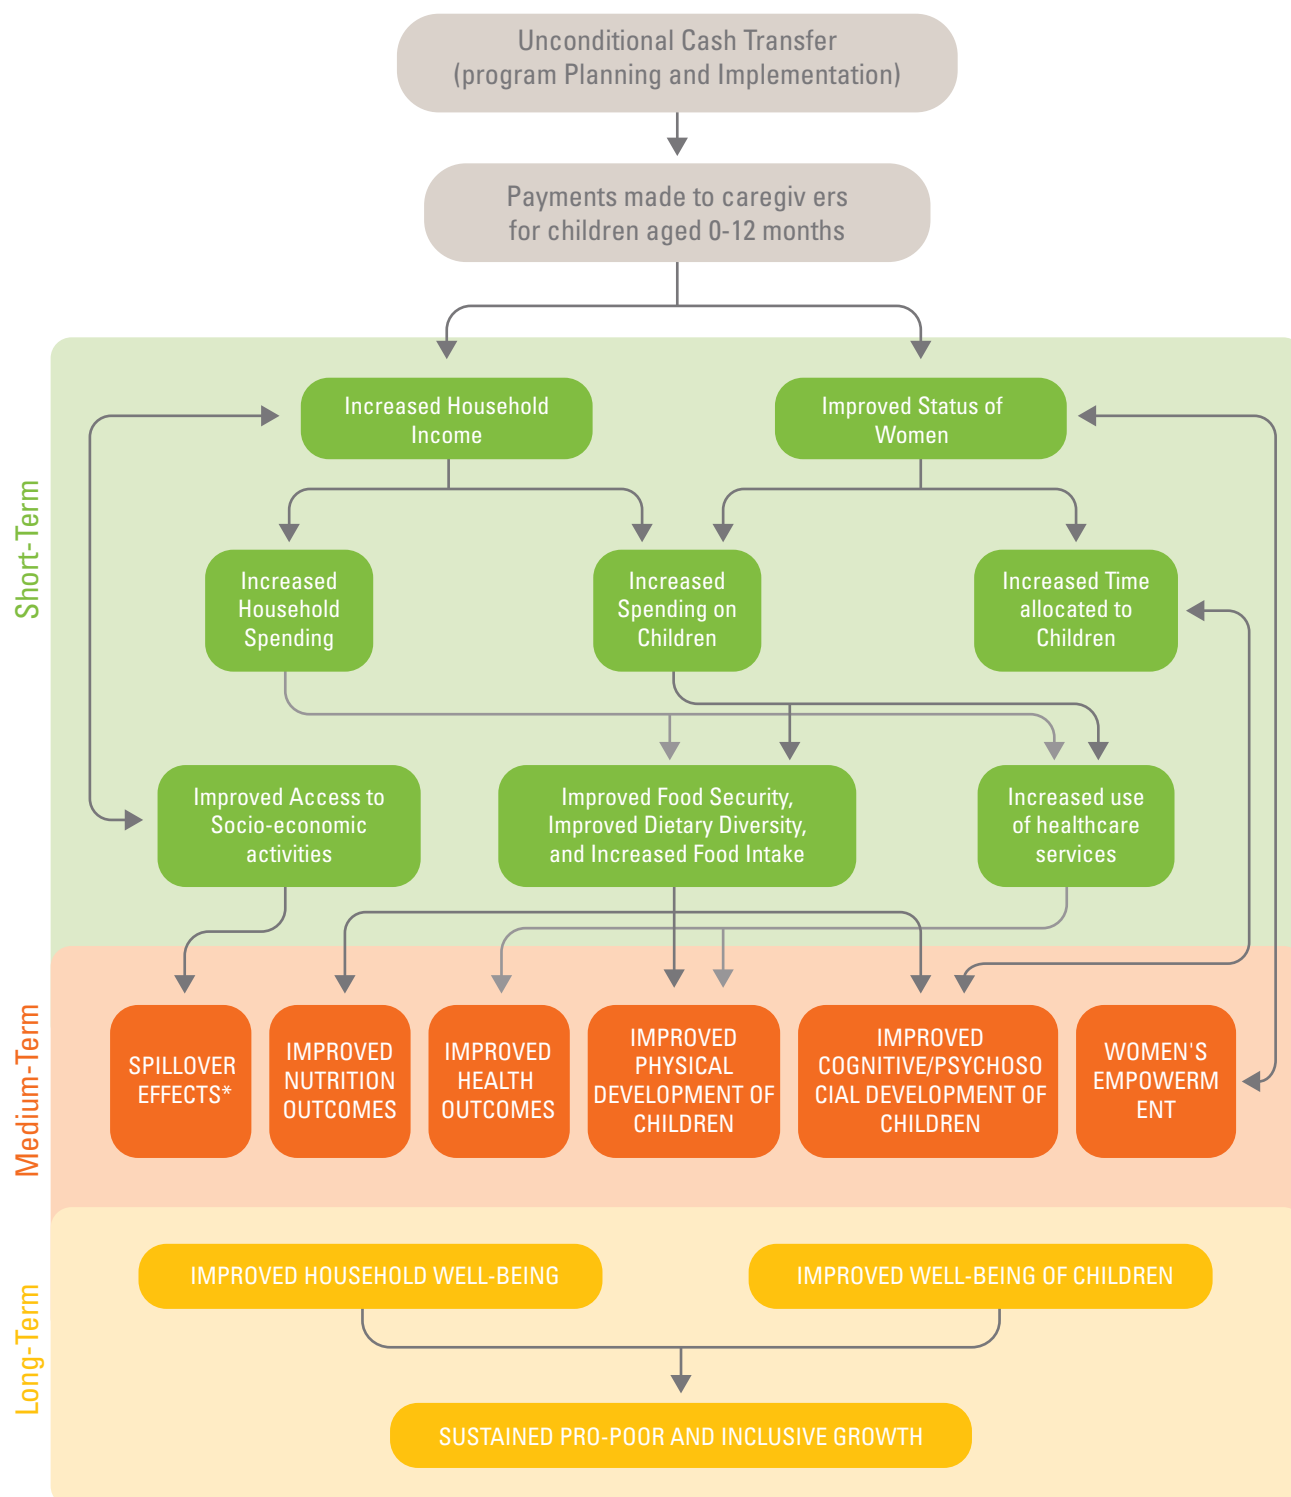 Unconditional Cash Transfer
(program Planning and Implementation)
Payments made to caregiv ers
for children aged 0-12 months
Short-Term
Increased Household
Income
Improved Status of
Women
Increased
Household
Spending
Increased
Spending on
Children
Increased Time
allocated to
Children
Improved Access to
Socio-economic
activities
Improved Food Security,
Improved Dietary Diversity,
and Increased Food Intake
Increased use
of healthcare
services
Medium-Term
SPILLOVER
EFFECTS*
IMPROVED
NUTRITION
OUTCOMES
IMPROVED
HEALTH
OUTCOMES
IMPROVED
PHYSICAL
DEVELOPMENT OF
CHILDREN
IMPROVED
COGNITIVE/PSYCHOSO
CIAL DEVELOPMENT OF
CHILDREN
WOMEN'S
EMPOWERM
ENT
Long-Term
IMPROVED HOUSEHOLD WELL-BEING
IMPROVED WELL-BEING OF CHILDREN
SUSTAINED PRO-POOR AND INCLUSIVE GROWTH